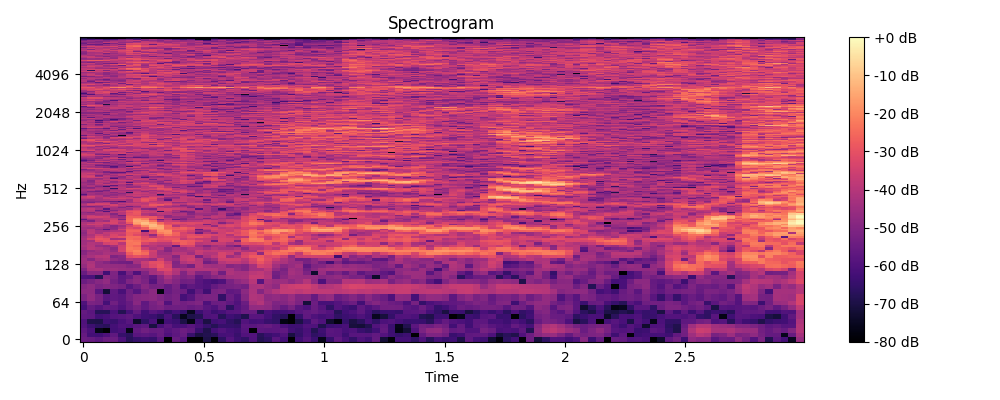 Spectrogram
4096
2048
1024
512
256
128
64
0
Hz
0
0.5
1
1.5
2
2.5
Time
+0 dB
-10 dB
-20 dB
-30 dB
-40 dB
-50 dB
-60 dB
-70 dB
-80 dB